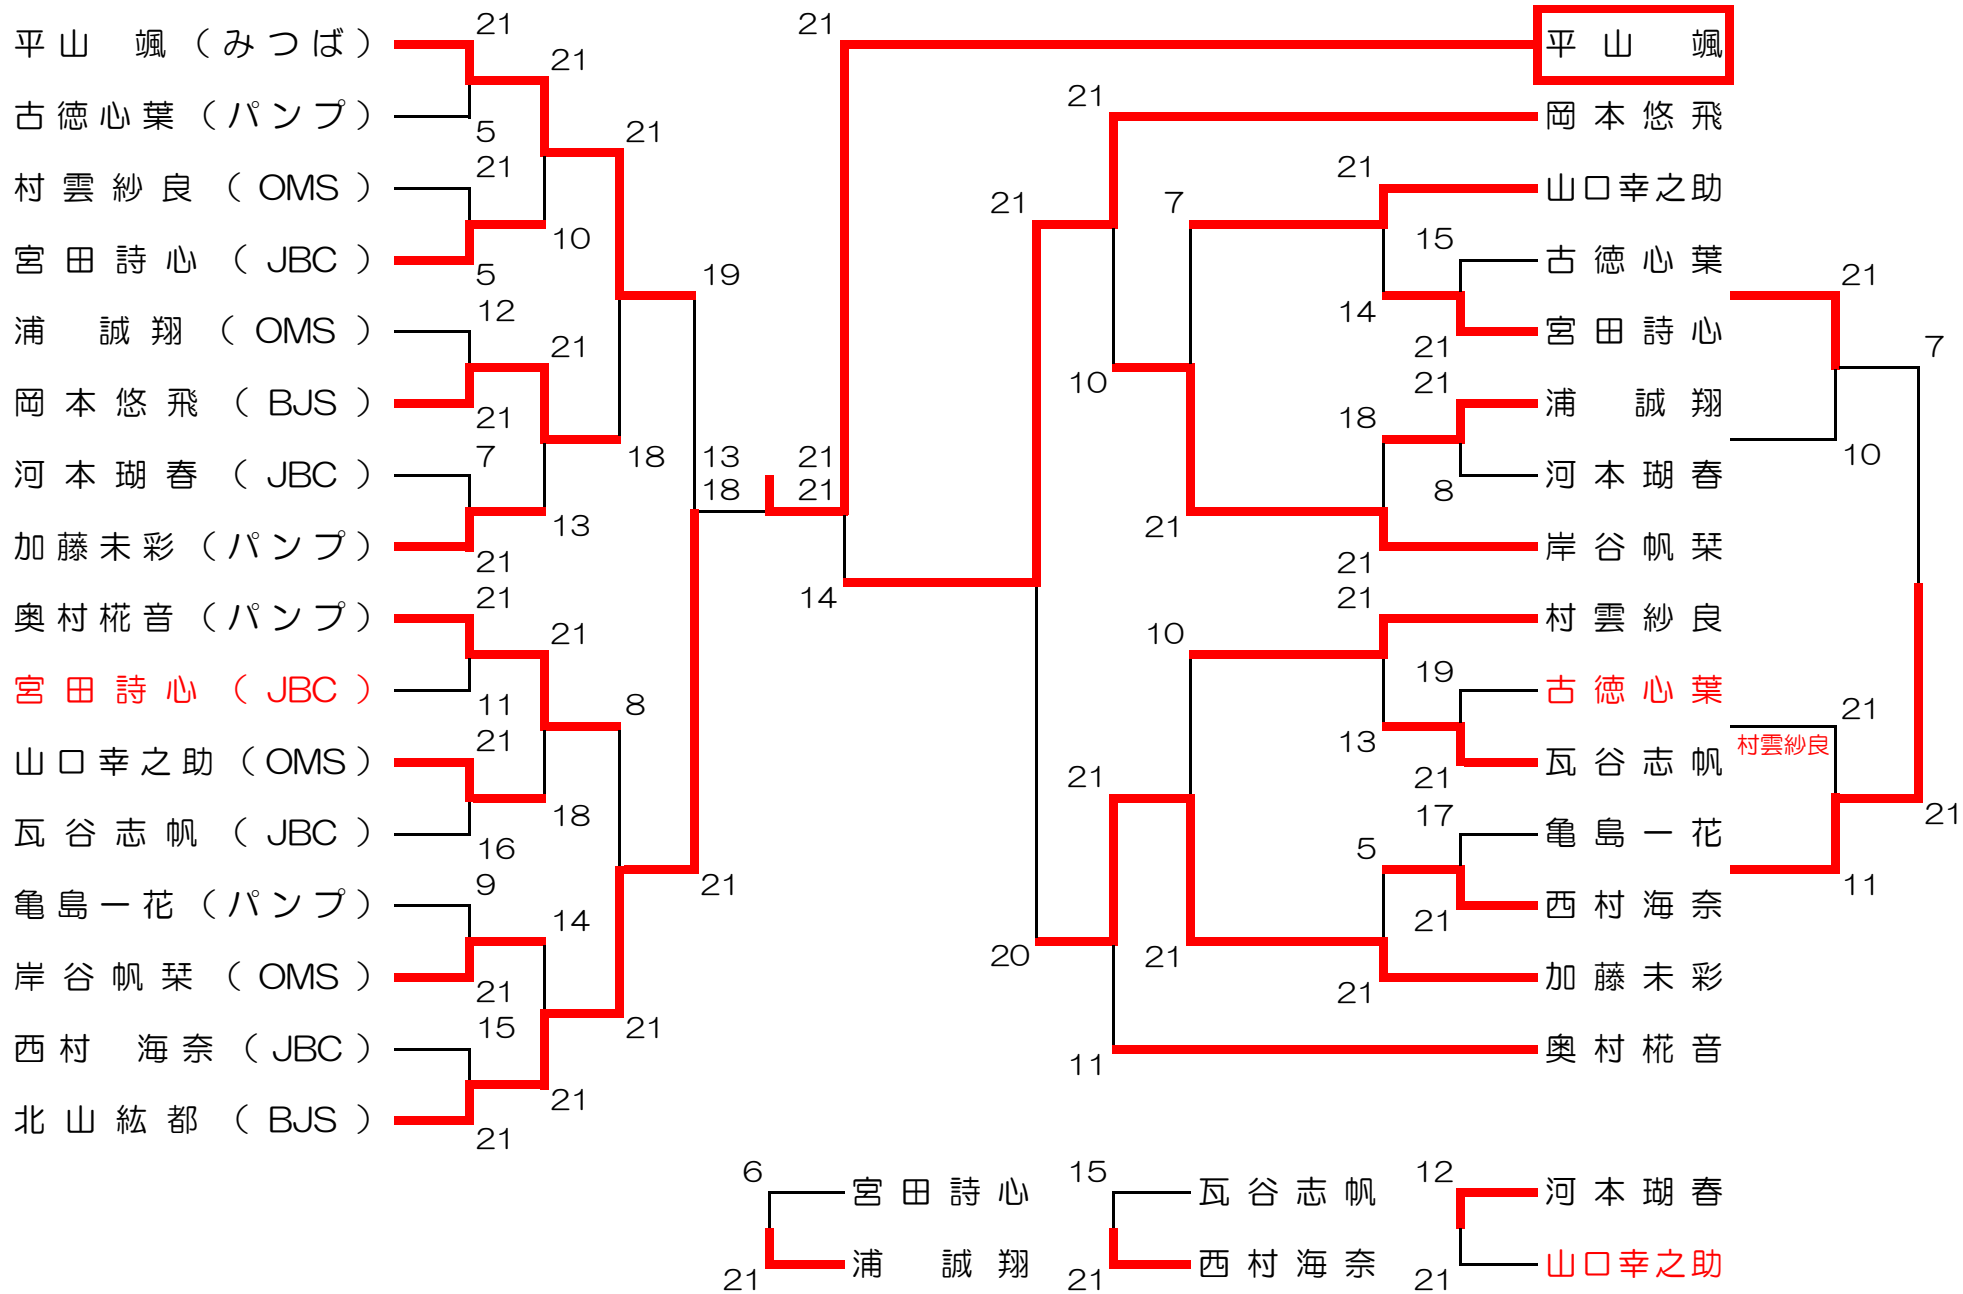 21 21
平山 颯（みつば） 平山 颯
21
21
古徳心葉（パンプ） 岡本悠飛
5 21
21 21
村雲紗良（OMS） 山口幸之助
21 7
10 15
宮田詩心（JBC） 古徳心葉
5 19 21
12 14
浦 誠翔（OMS） 宮田詩心
21 21 7
10 21
岡本悠飛（BJS） 浦 誠翔
21 18
7 18 13 21 10
河本瑚春（JBC） 河本瑚春
18 21 8
13 21
加藤未彩（パンプ） 岸谷帆栞
21 21
21 14 21
奥村椛音（パンプ） 村雲紗良
21 10
19
宮田詩心（JBC） 古徳心葉
11 8 21
21 13 村雲紗良
山口幸之助（OMS） 瓦谷志帆
21 21
18 17 21
瓦谷志帆（JBC） 亀島一花
16 5
9 21 11
亀島一花（パンプ） 西村海奈
14 21
20 21
岸谷帆栞（OMS） 加藤未彩
21 21
15 21
西村 海奈（JBC） 奥村椛音
11
21
北山紘都（BJS）
21
6 15 12
宮田詩心 瓦谷志帆 河本瑚春
浦 誠翔 西村海奈 山口幸之助
21 21 21